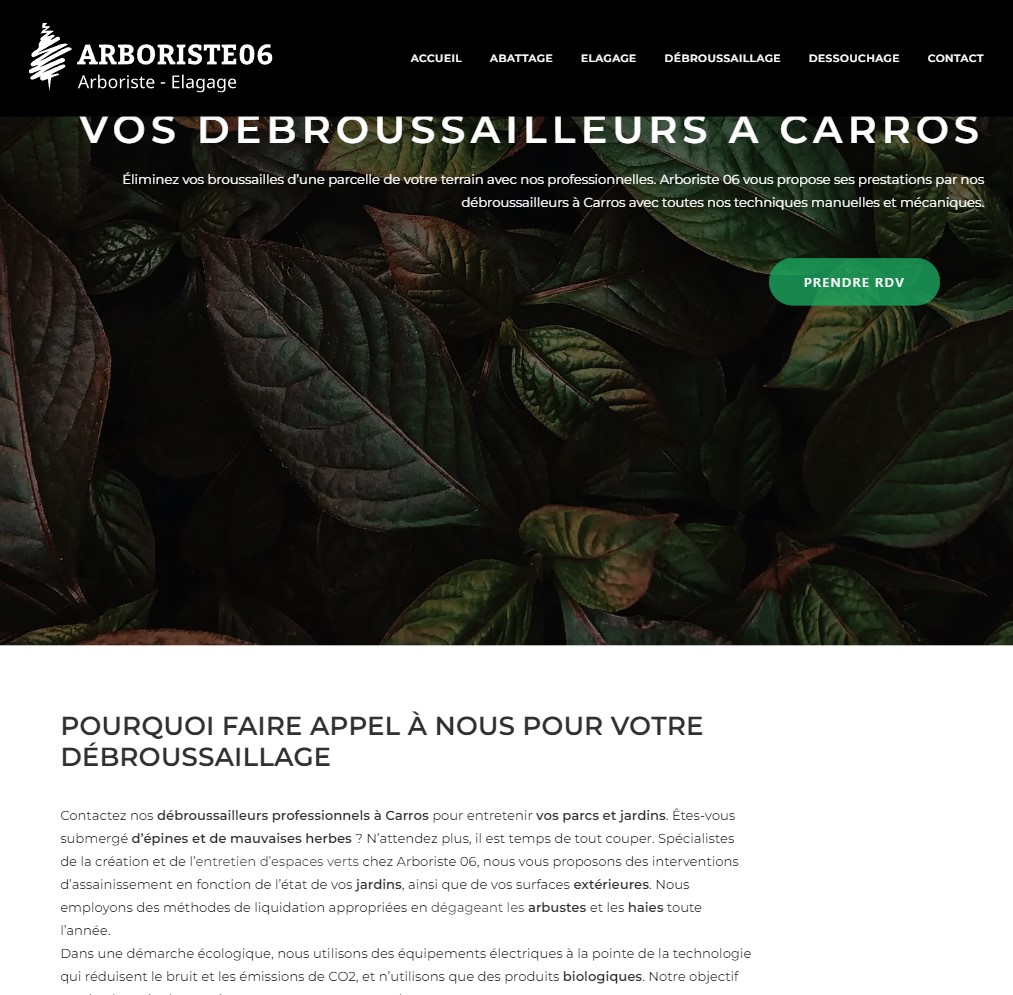 ARBORISTE06
Arboriste - Elagage
ACCUEIL ABATTAGE ELAGAGE DÉBROUSSAILLAGE DESSOUCHAGE CONTACT
VOS DEBROUSSAILLEURS A CARROS
Éliminez vos broussailles d'une parcelle de votre terrain avec nos professionnelles. Arboriste 06 vous propose ses prestations par nos
débroussailleurs à Carros avec toutes nos techniques manuelles et mécaniques.
PRENDRE RDV
POURQUOI FAIRE APPEL À NOUS POUR VOTRE
DÉBROUSSAILLAGE
Contactez nos débroussailleurs professionnels à Carros pour entretenir vos parcs et jardins. Êtes-vous
submergé d'épines et de mauvaises herbes ? N'attendez plus, il est temps de tout couper. Spécialistes
de la création et de l'entretien d'espaces verts chez Arboriste 06, nous vous proposons des interventions
d'assainissement en fonction de l'état de vos jardins, ainsi que de vos surfaces extérieures. Nous
employons des méthodes de liquidation appropriées en dégageant les arbustes et les haies toute
l'année.
Dans une démarche écologique, nous utilisons des équipements électriques à la pointe de la technologie
qui réduisent le bruit et les émissions de CO2, et n'utilisons que des produits biologiques. Notre objectif